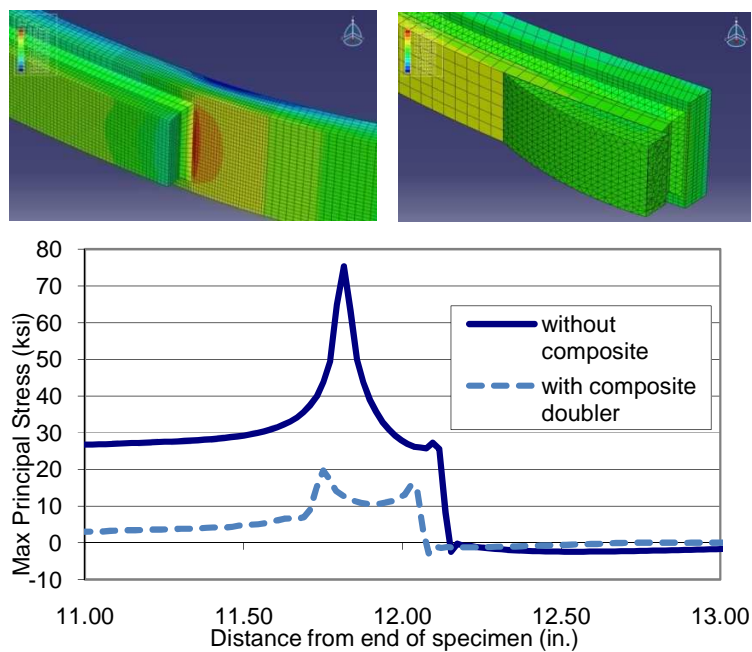 80
70
60
50
40
30
20
10
0
-10
Max Principal Stress (ksi)
without
composite
with composite
doubler
11.00 11.50 12.00 12.50 13.00
Distance from end of specimen (in.)